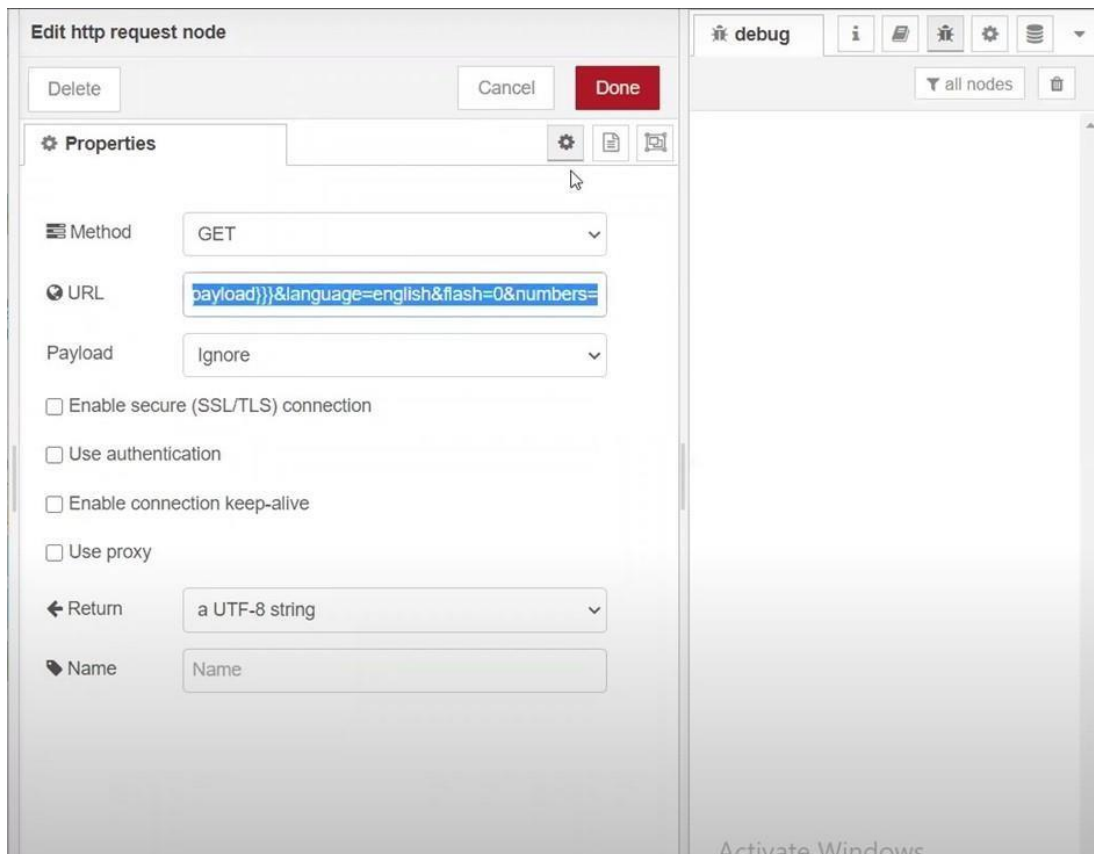 Edit http request node
debug
Delete
Cancel
Done
all nodes
Properties
Method
GET
URL
payload}}}&language=english&flash=0&numbers=
Payload
Ignore
Enable secure (SSL/TLS) connection
Use authentication
Enable connection keep-alive
Use proxy
Return
a UTF-8 string
Name
Name
Activate Windows